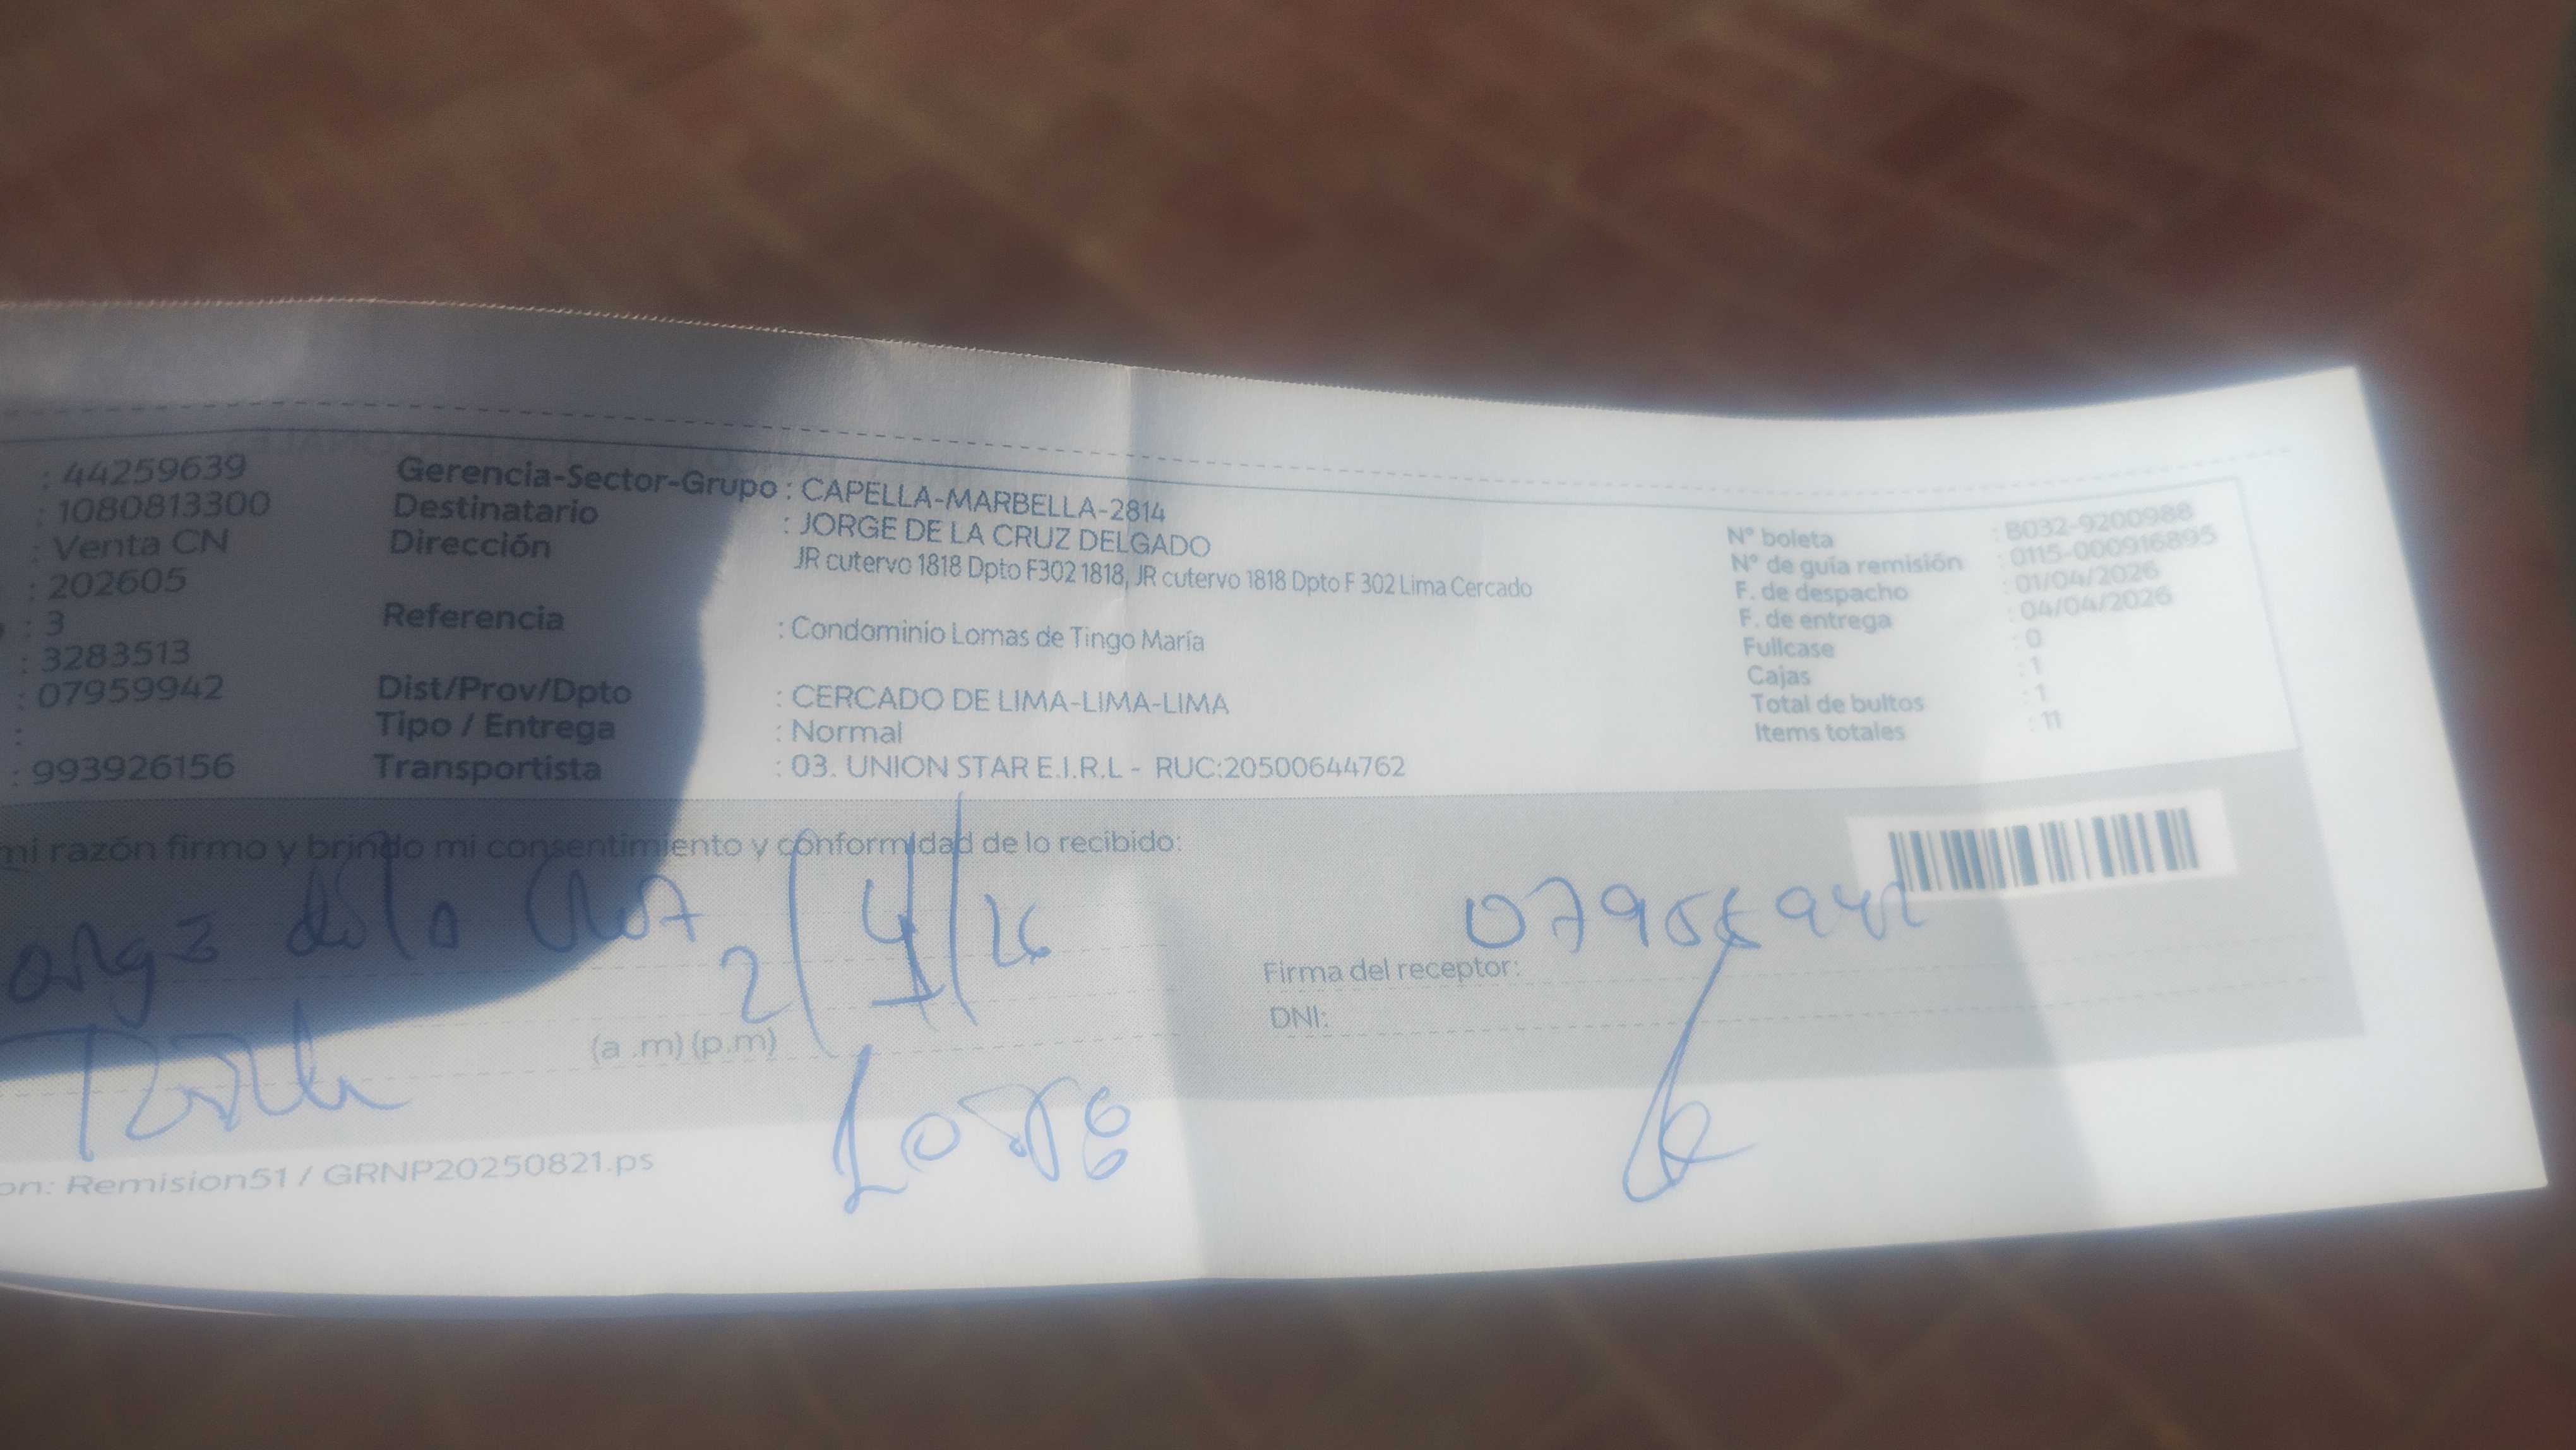 : 44259639 Gerencia-Sector-Grupo : CAPELLA-MARBELLA-2814
: 1080813300 Destinatario : JORGE DE LA CRUZ DELGADO
: Venta CN Dirección JR cutervo 1818 Dpto F302 1818, JR cutervo 1818 Dpto F 302 Lima Cercado
: 202605
: 3 Referencia : Condominio Lomas de Tingo María
: 3283513
: 07959942 Dist/Prov/Dpto : CERCADO DE LIMA-LIMA-LIMA
: Tipo / Entrega : Normal
: 993926156 Transportista : 03. UNION STAR E.I.R.L - RUC:20500644762
N° boleta : B032-9200988
N° de guía remisión : 0115-000916895
F. de despacho : 01/04/2026
F. de entrega : 04/04/2026
Fullcase : 0
Cajas : 1
Total de bultos : 1
Items totales : 11
mi razón firmo y brindo mi consentimiento y conformidad de lo recibido:
orge de la Cruz 2/4/26
Firma del receptor:
(a .m) (p.m) DNI:
on: Remision51 / GRNP20250821.ps